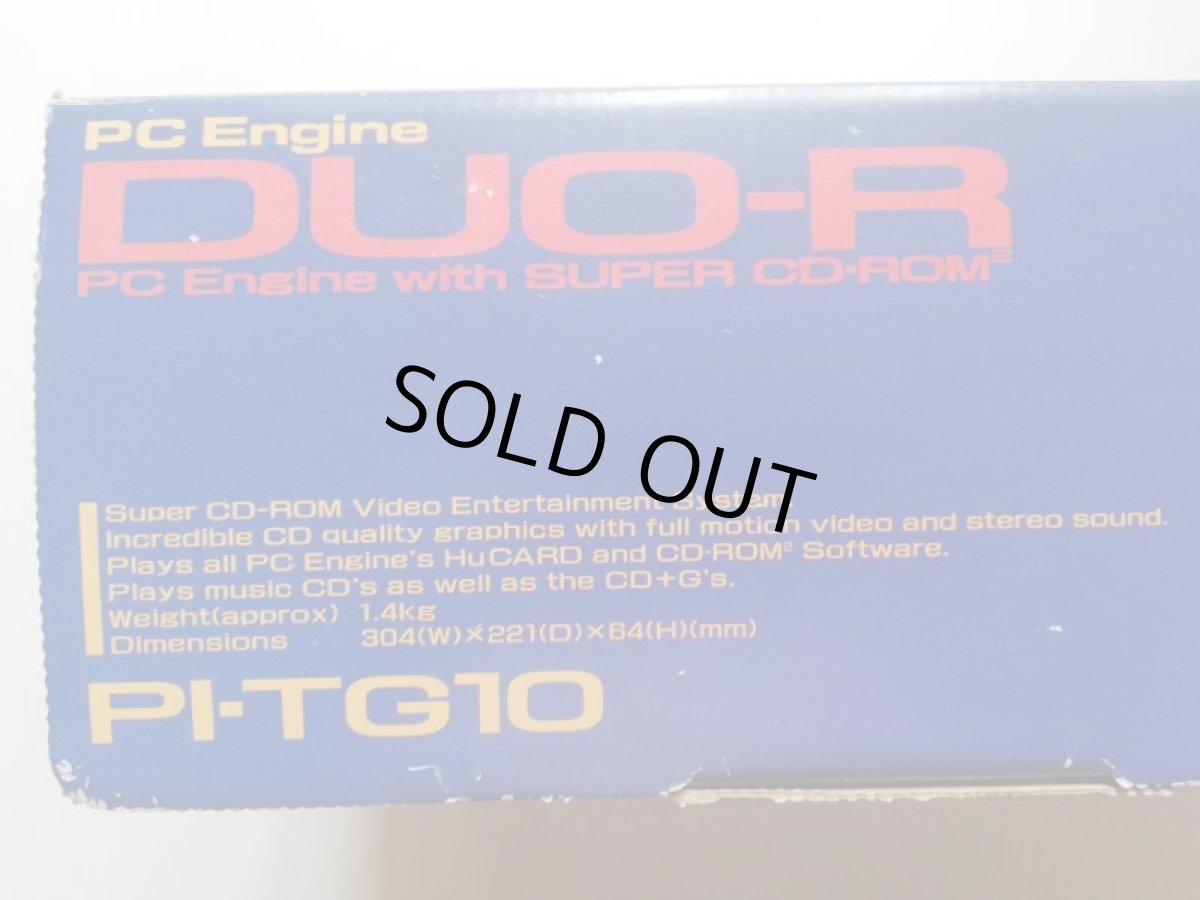 PC Engine
DUO-R
PC Engine with SUPER CD-ROM²
SOLD OUT
Super CD-ROM Video Entertainment System
Incredible CD quality graphics with full motion video and stereo sound.
Plays all PC Engine's HuCARD and CD-ROM² Software.
Plays music CD's as well as the CD+G's.
Weight(approx) 1.4kg
Dimensions 304(W)×221(D)×64(H)(mm)
PI-TG10